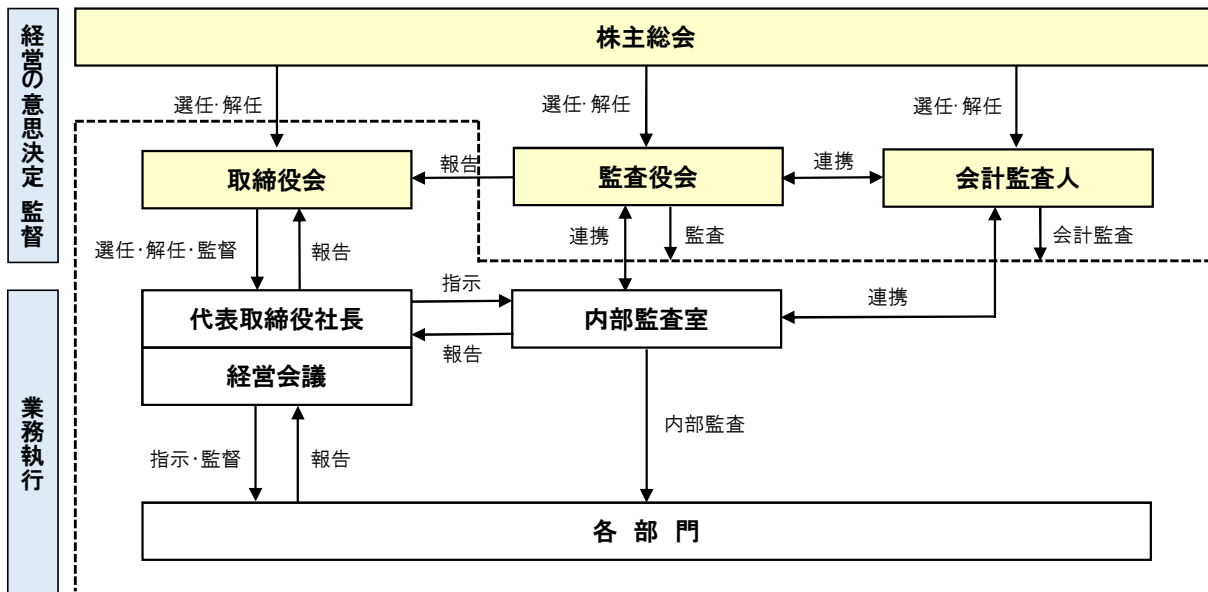 経営の意思決定 監督
株主総会
選任・解任
選任・解任
選任・解任
取締役会
報告
監査役会
連携
会計監査人
選任・解任・監督
報告
連携
監査
会計監査
業務執行
代表取締役社長
指示
報告
内部監査室
連携
経営会議
指示・監督
報告
内部監査
各 部 門